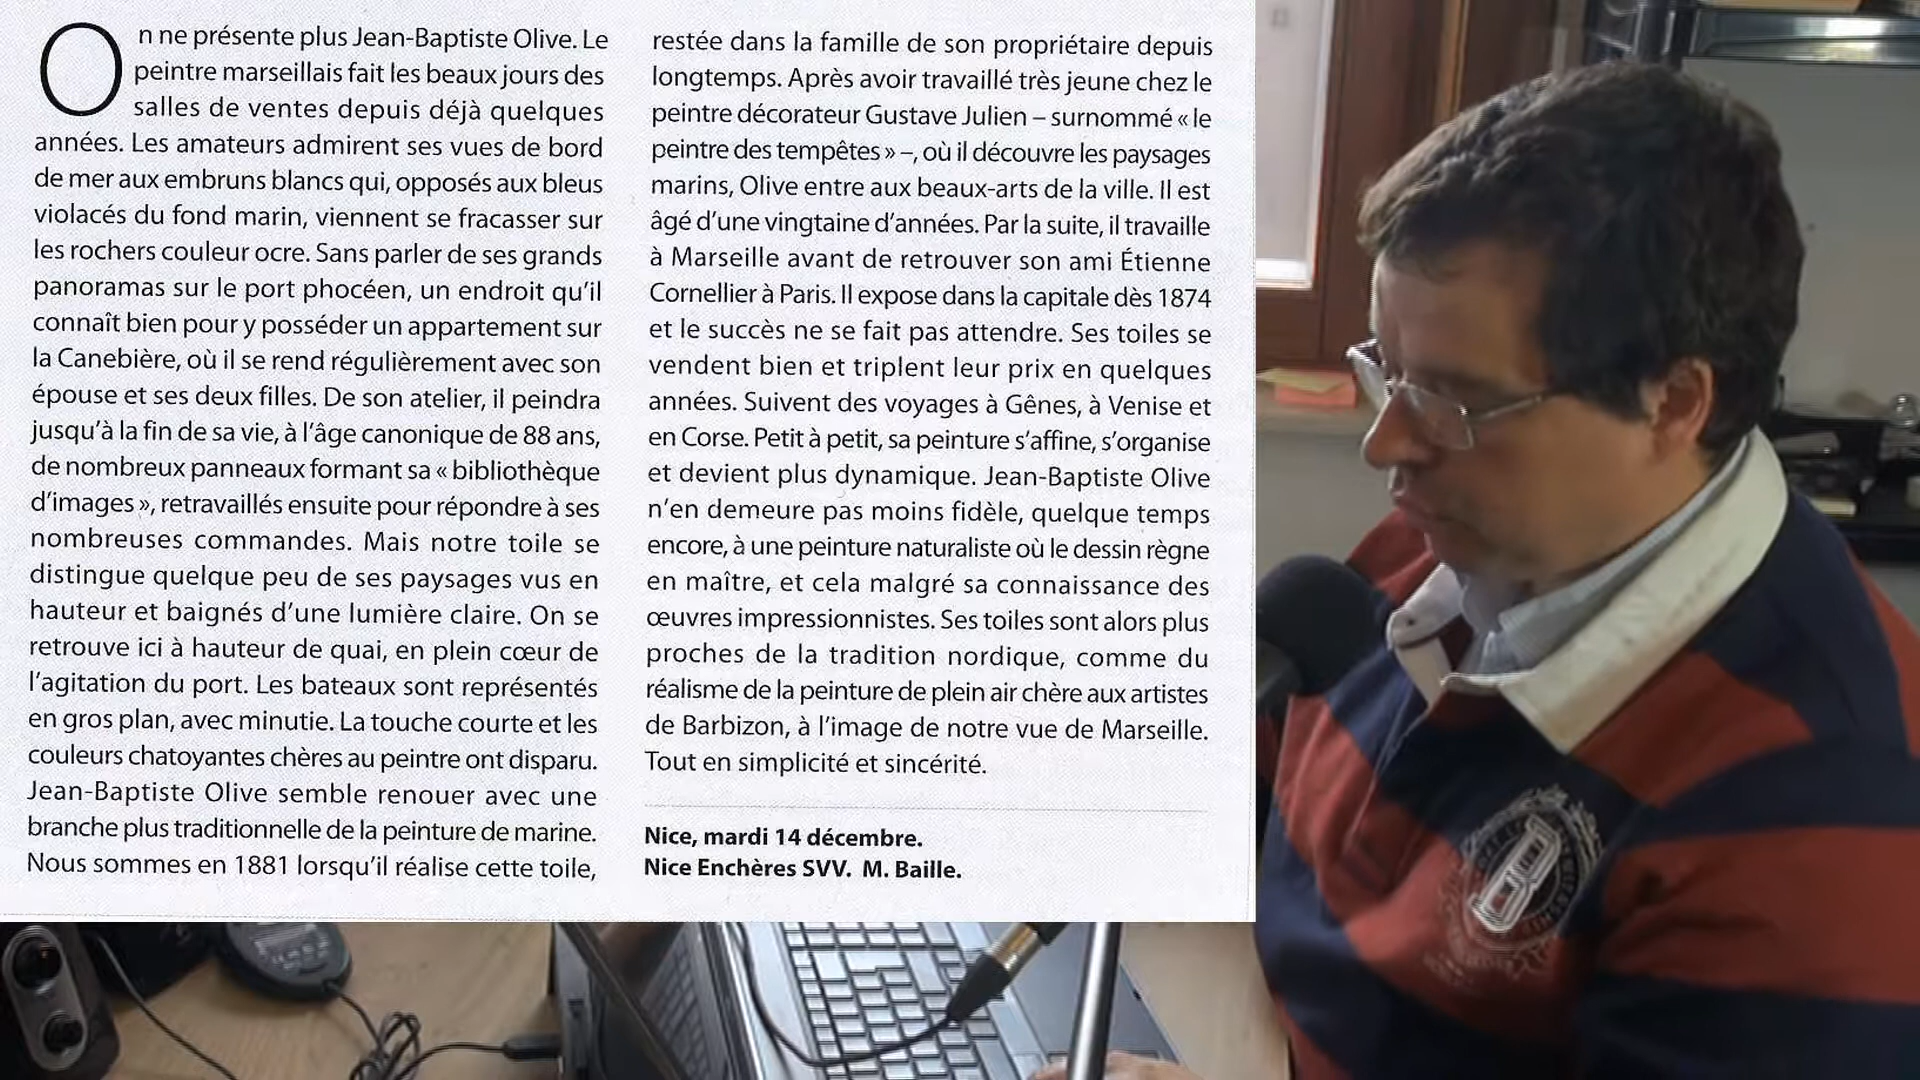 On ne présente plus Jean-Baptiste Olive. Le
peintre marseillais fait les beaux jours des
salles de ventes depuis déjà quelques
années. Les amateurs admirent ses vues de bord
de mer aux embruns blancs qui, opposés aux bleus
violacés du fond marin, viennent se fracasser sur
les rochers couleur ocre. Sans parler de ses grands
panoramas sur le port phocéen, un endroit qu'il
connaît bien pour y posséder un appartement sur
la Canebière, où il se rend régulièrement avec son
épouse et ses deux filles. De son atelier, il peindra
jusqu'à la fin de sa vie, à l'âge canonique de 88 ans,
de nombreux panneaux formant sa « bibliothèque
d'images », retravaillés ensuite pour répondre à ses
nombreuses commandes. Mais notre toile se
distingue quelque peu de ses paysages vus en
hauteur et baignés d'une lumière claire. On se
retrouve ici à hauteur de quai, en plein cœur de
l'agitation du port. Les bateaux sont représentés
en gros plan, avec minutie. La touche courte et les
couleurs chatoyantes chères au peintre ont disparu.
Jean-Baptiste Olive semble renouer avec une
branche plus traditionnelle de la peinture de marine.
Nous sommes en 1881 lorsqu'il réalise cette toile,
restée dans la famille de son propriétaire depuis
longtemps. Après avoir travaillé très jeune chez le
peintre décorateur Gustave Julien – surnommé « le
peintre des tempêtes » –, où il découvre les paysages
marins, Olive entre aux beaux-arts de la ville. Il est
âgé d'une vingtaine d'années. Par la suite, il travaille
à Marseille avant de retrouver son ami Étienne
Cornellier à Paris. Il expose dans la capitale dès 1874
et le succès ne se fait pas attendre. Ses toiles se
vendent bien et triplent leur prix en quelques
années. Suivent des voyages à Gênes, à Venise et
en Corse. Petit à petit, sa peinture s'affine, s'organise
et devient plus dynamique. Jean-Baptiste Olive
n'en demeure pas moins fidèle, quelque temps
encore, à une peinture naturaliste où le dessin règne
en maître, et cela malgré sa connaissance des
œuvres impressionnistes. Ses toiles sont alors plus
proches de la tradition nordique, comme du
réalisme de la peinture de plein air chère aux artistes
de Barbizon, à l'image de notre vue de Marseille.
Tout en simplicité et sincérité.
Nice, mardi 14 décembre.
Nice Enchères SVV. M. Baille.